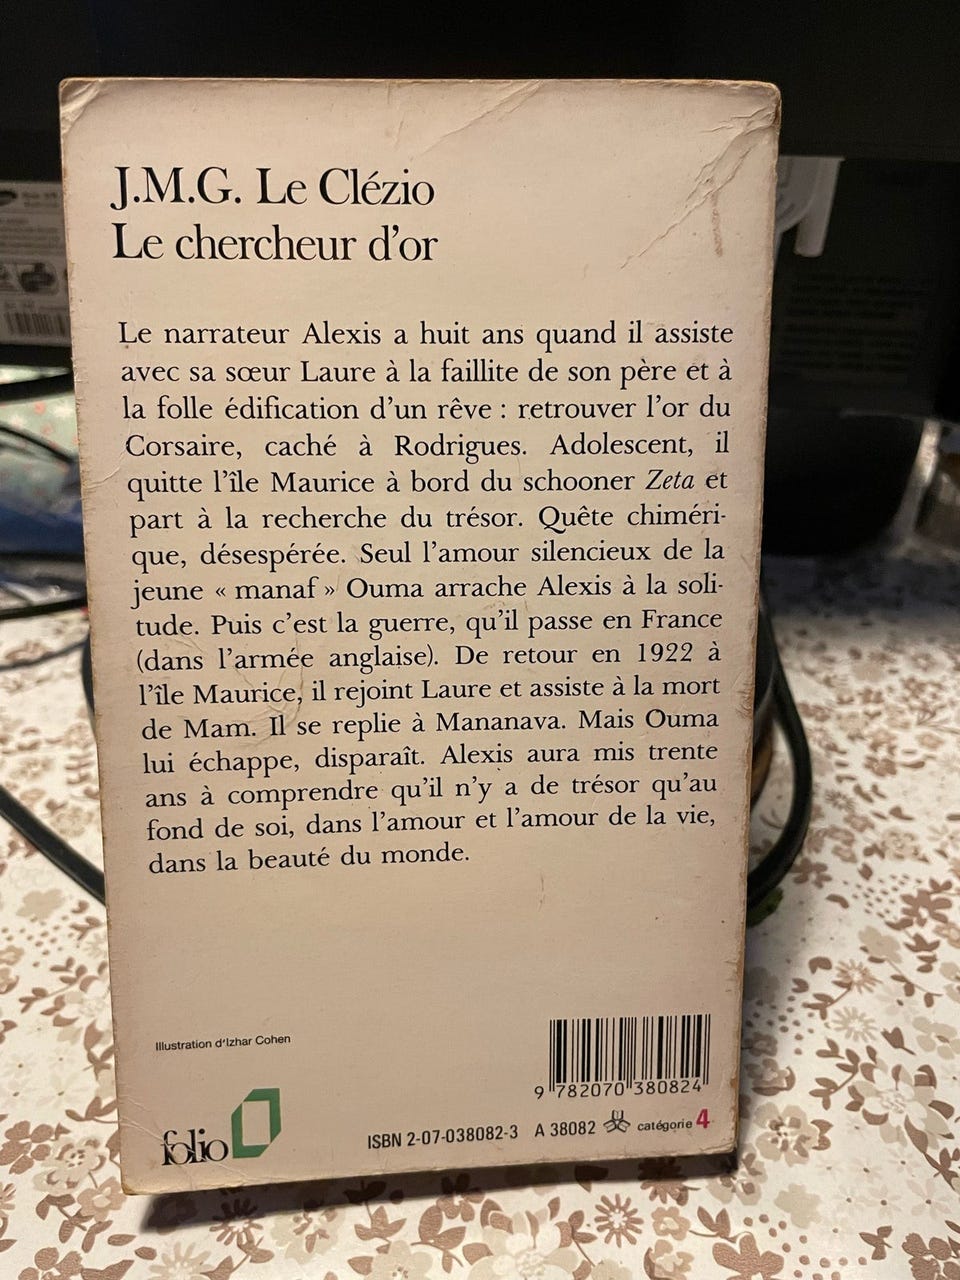 J.M.G. Le Clézio
Le chercheur d'or
Le narrateur Alexis a huit ans quand il assiste
avec sa sœur Laure à la faillite de son père et à
la folle édification d'un rêve : retrouver l'or du
Corsaire, caché à Rodrigues. Adolescent, il
quitte l'île Maurice à bord du schooner Zeta et
part à la recherche du trésor. Quête chiméri-
que, désespérée. Seul l'amour silencieux de la
jeune « manaf » Ouma arrache Alexis à la soli-
tude. Puis c'est la guerre, qu'il passe en France
(dans l'armée anglaise). De retour en 1922 à
l'île Maurice, il rejoint Laure et assiste à la mort
de Mam. Il se replie à Mananava. Mais Ouma
lui échappe, disparaît. Alexis aura mis trente
ans à comprendre qu'il n'y a de trésor qu'au
fond de soi, dans l'amour et l'amour de la vie,
dans la beauté du monde.
Illustration d'Izhar Cohen
9 782070 380824
folio
ISBN 2-07-038082-3 A 38082 catégorie 4